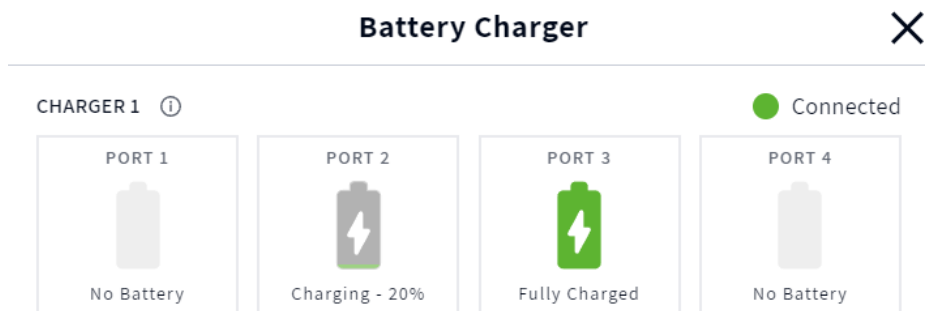 Battery Charger
CHARGER 1
Connected
PORT 1
PORT 2
PORT 3
PORT 4
No Battery
Charging - 20%
Fully Charged
No Battery